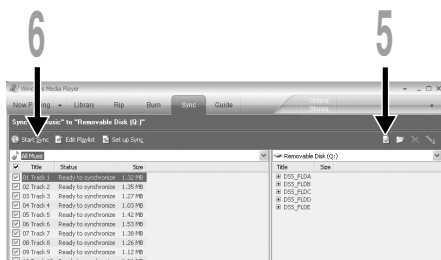 6 5
Windows Media Player
Now Playing Library Rip Burn Sync Guide Online Stores
Sync "All Music" to "Removable Disk (Q:)"
Start Sync Edit Playlist Set up Sync
All Music Removable Disk (Q:)
Title Status Size Title Size
01 Track 1 Ready to synchronize 1.32 MB DSS_FLDA
02 Track 2 Ready to synchronize 1.35 MB DSS_FLDB
03 Track 3 Ready to synchronize 1.27 MB DSS_FLDC
04 Track 4 Ready to synchronize 1.03 MB DSS_FLDD
05 Track 5 Ready to synchronize 1.42 MB DSS_FLDE
06 Track 6 Ready to synchronize 1.53 MB
07 Track 7 Ready to synchronize 1.38 MB
08 Track 8 Ready to synchronize 1.26 MB
09 Track 9 Ready to synchronize 1.12 MB